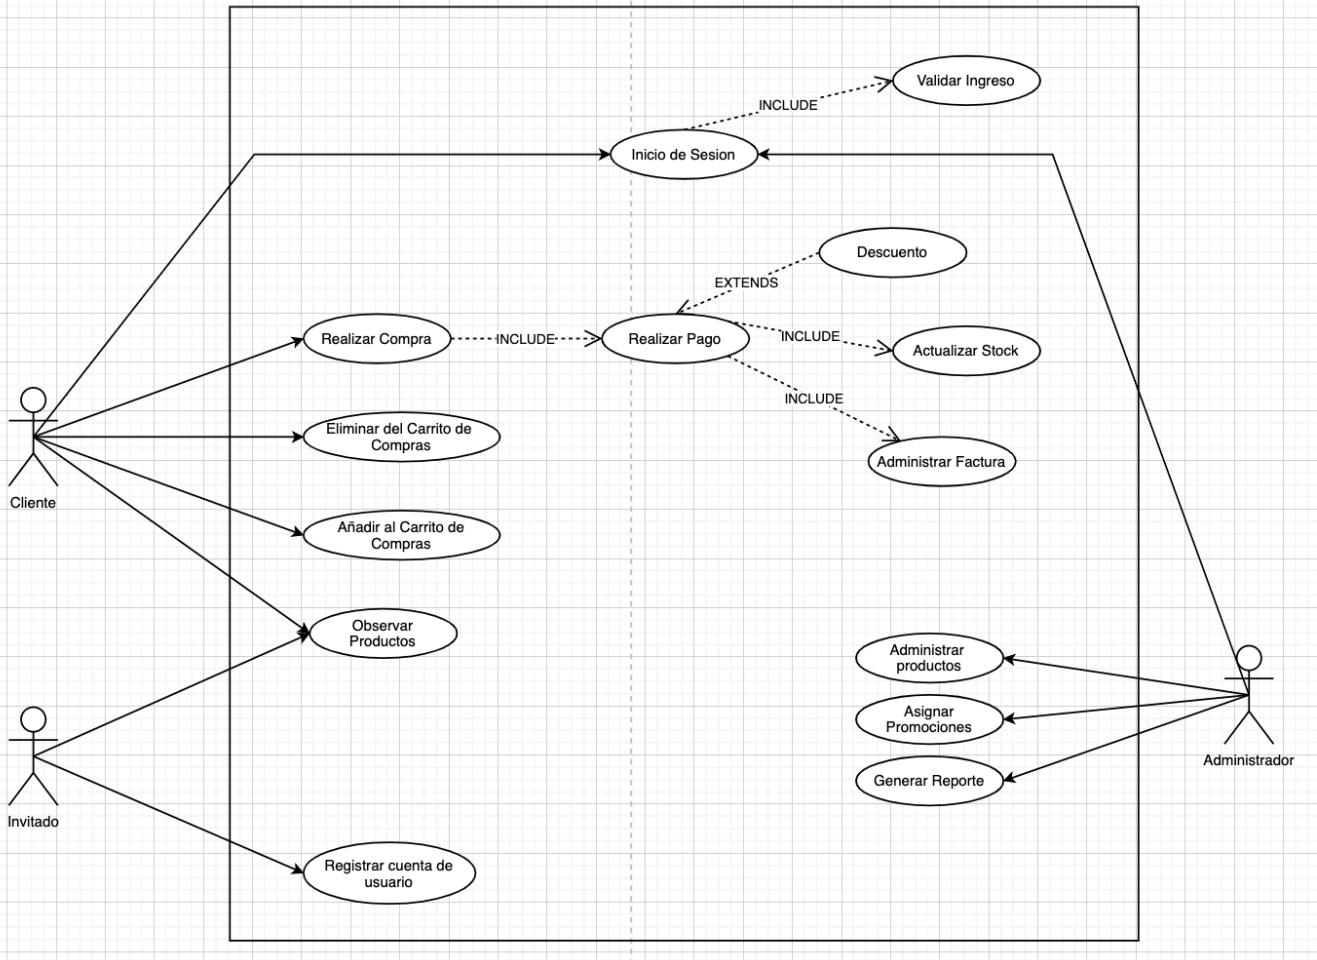 Validar Ingreso
INCLUDE
Inicio de Sesion
Descuento
EXTENDS
Realizar Compra
INCLUDE
Realizar Pago
INCLUDE
Actualizar Stock
INCLUDE
Eliminar del Carrito de
Compras
Administrar Factura
Cliente
Añadir al Carrito de
Compras
Observar
Productos
Administrar
productos
Asignar
Promociones
Administrador
Generar Reporte
Invitado
Registrar cuenta de
usuario